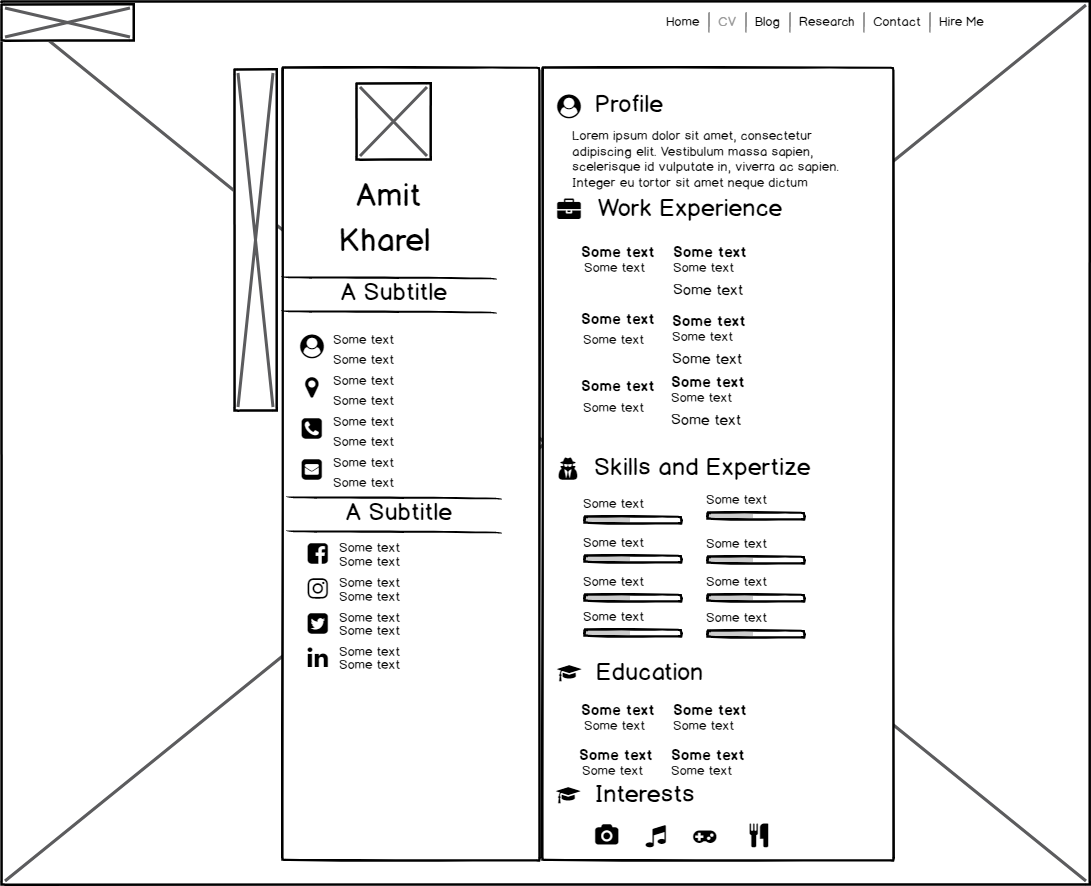 Home
CV
Blog
Research
Contact
Hire Me
Amit
Kharel
A Subtitle
Some text
Some text
Some text
Some text
Some text
Some text
Some text
Some text
A Subtitle
Some text
Some text
Some text
Some text
Some text
Some text
Some text
Some text
Profile
Lorem ipsum dolor sit amet, consectetur
adipiscing elit. Vestibulum massa sapien,
scelerisque id vulputate in, viverra ac sapien.
Integer eu tortor sit amet neque dictum
Work Experience
Some text Some text
Some text Some text
Some text
Some text Some text
Some text Some text
Some text
Some text Some text
Some text Some text
Some text
Skills and Expertize
Some text Some text
Some text Some text
Some text Some text
Some text Some text
Education
Some text Some text
Some text Some text
Some text Some text
Some text Some text
Interests